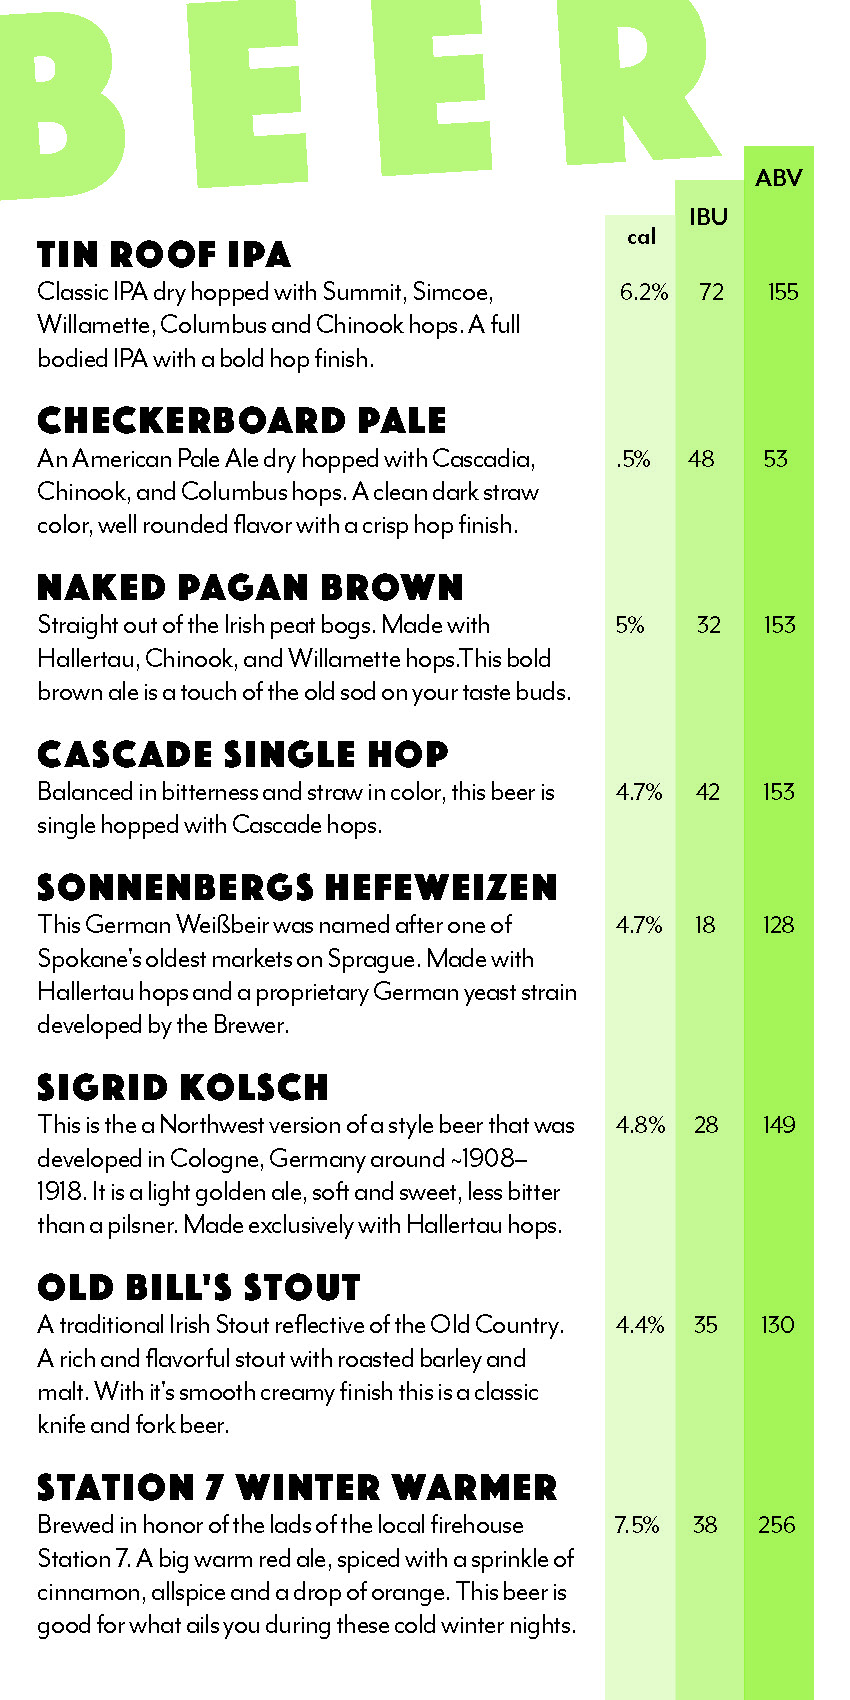 BEER
ABV
IBU
cal
TIN ROOF IPA
Classic IPA dry hopped with Summit, Simcoe, 6.2% 72 155
Willamette, Columbus and Chinook hops. A full
bodied IPA with a bold hop finish.
CHECKERBOARD PALE
An American Pale Ale dry hopped with Cascadia, .5% 48 53
Chinook, and Columbus hops. A clean dark straw
color, well rounded flavor with a crisp hop finish.
NAKED PAGAN BROWN
Straight out of the Irish peat bogs. Made with 5% 32 153
Hallertau, Chinook, and Willamette hops.This bold
brown ale is a touch of the old sod on your taste buds.
CASCADE SINGLE HOP
Balanced in bitterness and straw in color, this beer is 4.7% 42 153
single hopped with Cascade hops.
SONNENBERGS HEFEWEIZEN
This German Weißbeir was named after one of 4.7% 18 128
Spokane's oldest markets on Sprague. Made with
Hallertau hops and a proprietary German yeast strain
developed by the Brewer.
SIGRID KOLSCH
This is the a Northwest version of a style beer that was 4.8% 28 149
developed in Cologne, Germany around ~1908–
1918. It is a light golden ale, soft and sweet, less bitter
than a pilsner. Made exclusively with Hallertau hops.
OLD BILL'S STOUT
A traditional Irish Stout reflective of the Old Country. 4.4% 35 130
A rich and flavorful stout with roasted barley and
malt. With it's smooth creamy finish this is a classic
knife and fork beer.
STATION 7 WINTER WARMER
Brewed in honor of the lads of the local firehouse 7.5% 38 256
Station 7. A big warm red ale, spiced with a sprinkle of
cinnamon, allspice and a drop of orange. This beer is
good for what ails you during these cold winter nights.